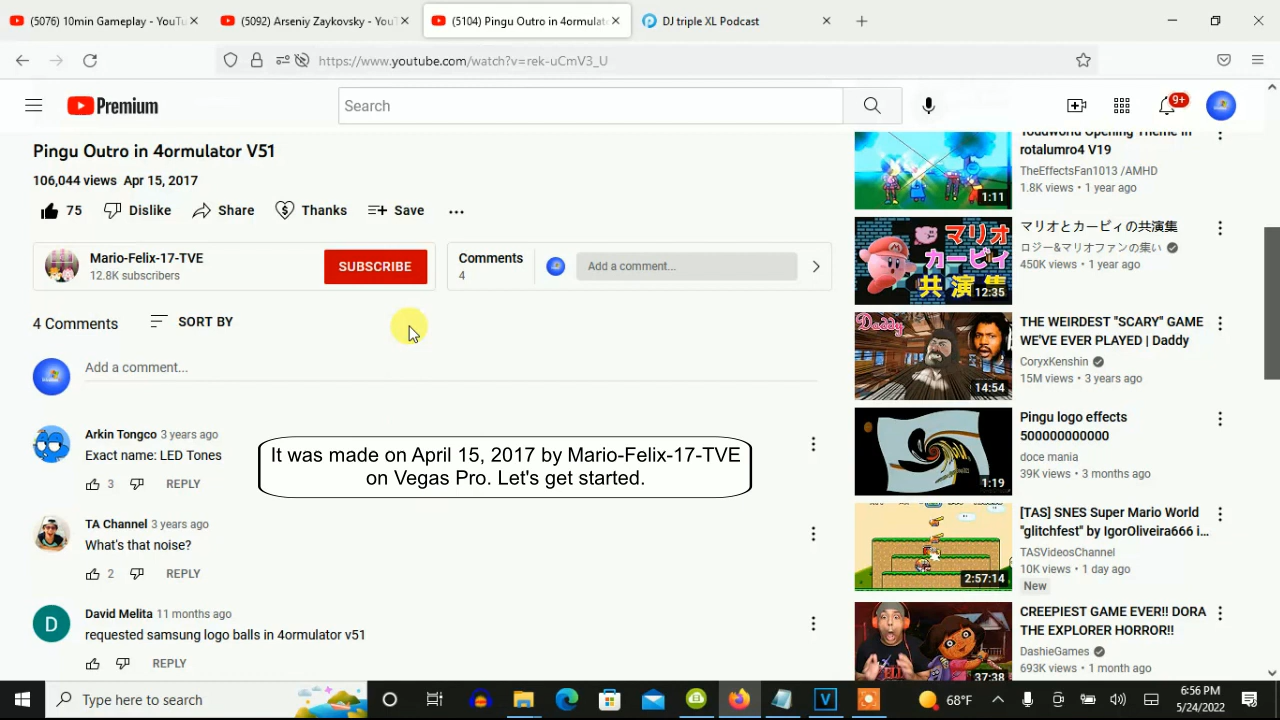 (5076) 10min Gameplay - YouTu
(5092) Arseniy Zaykovsky - YouT
(5104) Pingu Outro in 4ormulator
DJ triple XL Podcast
https://www.youtube.com/watch?v=rek-uCmV3_U
Premium
Search
9+
Pingu Outro in 4ormulator V51
106,044 views Apr 15, 2017
75 Dislike Share Thanks Save
Mario-Felix-17-TVE
12.8K subscribers
SUBSCRIBE
Comments
4
Add a comment...
4 Comments SORT BY
Add a comment...
Arkin Tongco 3 years ago
Exact name: LED Tones
3 REPLY
It was made on April 15, 2017 by Mario-Felix-17-TVE
on Vegas Pro. Let's get started.
TA Channel 3 years ago
What's that noise?
2 REPLY
David Melita 11 months ago
requested samsung logo balls in 4ormulator v51
REPLY
D
1:11
rotalumro4 V19
TheEffectsFan1013 /AMHD
1.8K views • 1 year ago
マリオ
カービィ
共演集
12:35
マリオとカービィの共演集
ロジー&マリオファンの集い
450K views • 1 year ago
Daddy
14:54
THE WEIRDEST "SCARY" GAME
WE'VE EVER PLAYED | Daddy
CoryxKenshin
15M views • 3 years ago
1:19
Pingu logo effects
500000000000
doce mania
39K views • 3 months ago
2:57:14
[TAS] SNES Super Mario World
"glitchfest" by IgorOliveira666 i...
TASVideosChannel
10K views • 1 day ago
New
37:38
CREEPIEST GAME EVER!! DORA
THE EXPLORER HORROR!!
DashieGames
693K views • 1 month ago
Type here to search
68°F
6:56 PM
5/24/2022